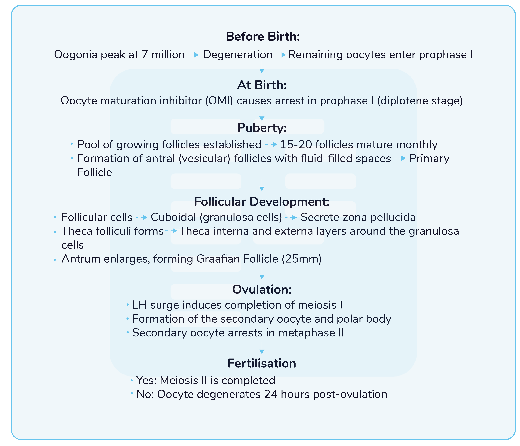 Before Birth:
Oogonia peak at 7 million ▸ Degeneration ▸ Remaining oocytes enter prophase I
At Birth:
Oocyte maturation inhibitor (OMI) causes arrest in prophase I (diplotene stage)
Puberty:
• Pool of growing follicles established → 15-20 follicles mature monthly
• Formation of antral (vesicular) follicles with fluid-filled spaces ▸ Primary
Follicle
Follicular Development:
• Follicular cells → Cuboidal (granulosa cells) → Secrete zona pellucida
• Theca folliculi forms → Theca interna and externa layers around the granulosa
cells
• Antrum enlarges, forming Graafian Follicle (25mm)
Ovulation:
• LH surge induces completion of meiosis I
• Formation of the secondary oocyte and polar body
• Secondary oocyte arrests in metaphase II
Fertilisation
• Yes: Meiosis II is completed
• No: Oocyte degenerates 24 hours post-ovulation